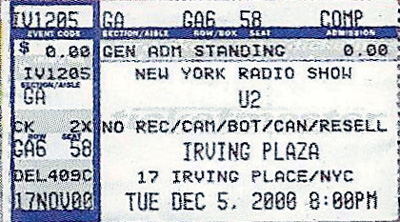 IV1205 GA GA6 58 COMP
EVENT CODE SECTION/AISLE ROW/BOX SEAT ADMISSION
$ 0.00 GEN ADM STANDING 0.00
IV1205 NEW YORK RADIO SHOW
SECTION/AISLE
GA U2
CK 2X NO REC/CAM/BOT/CAN/RESELL
ROW SEAT
GA6 58 IRVING PLAZA
DEL409C 17 IRVING PLACE/NYC
17NOV00 TUE DEC 5, 2000 8:00PM